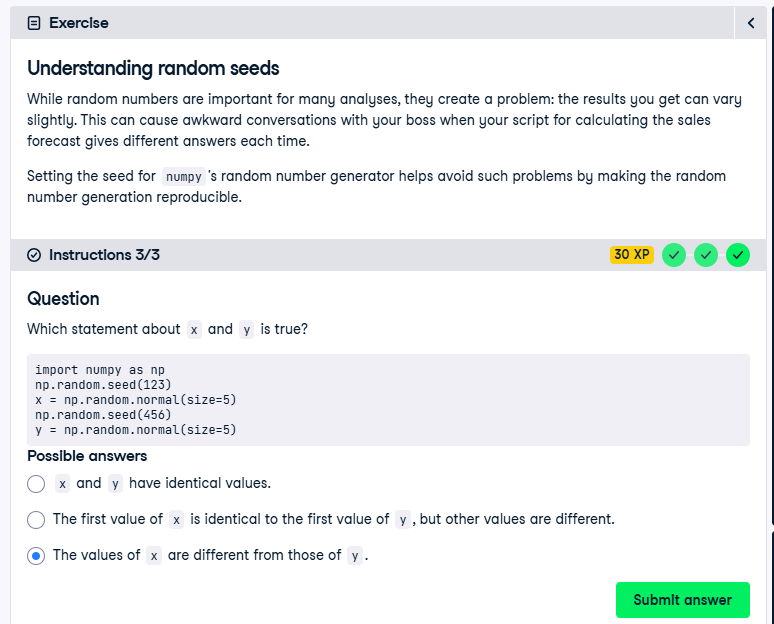 Exercise
Understanding random seeds
While random numbers are important for many analyses, they create a problem: the results you get can vary
slightly. This can cause awkward conversations with your boss when your script for calculating the sales
forecast gives different answers each time.
Setting the seed for numpy 's random number generator helps avoid such problems by making the random
number generation reproducible.
Instructions 3/3
30 XP
Question
Which statement about x and y is true?
import numpy as np
np.random.seed(123)
x = np.random.normal(size=5)
np.random.seed(456)
y = np.random.normal(size=5)
Possible answers
x and y have identical values.
The first value of x is identical to the first value of y , but other values are different.
The values of x are different from those of y .
Submit answer